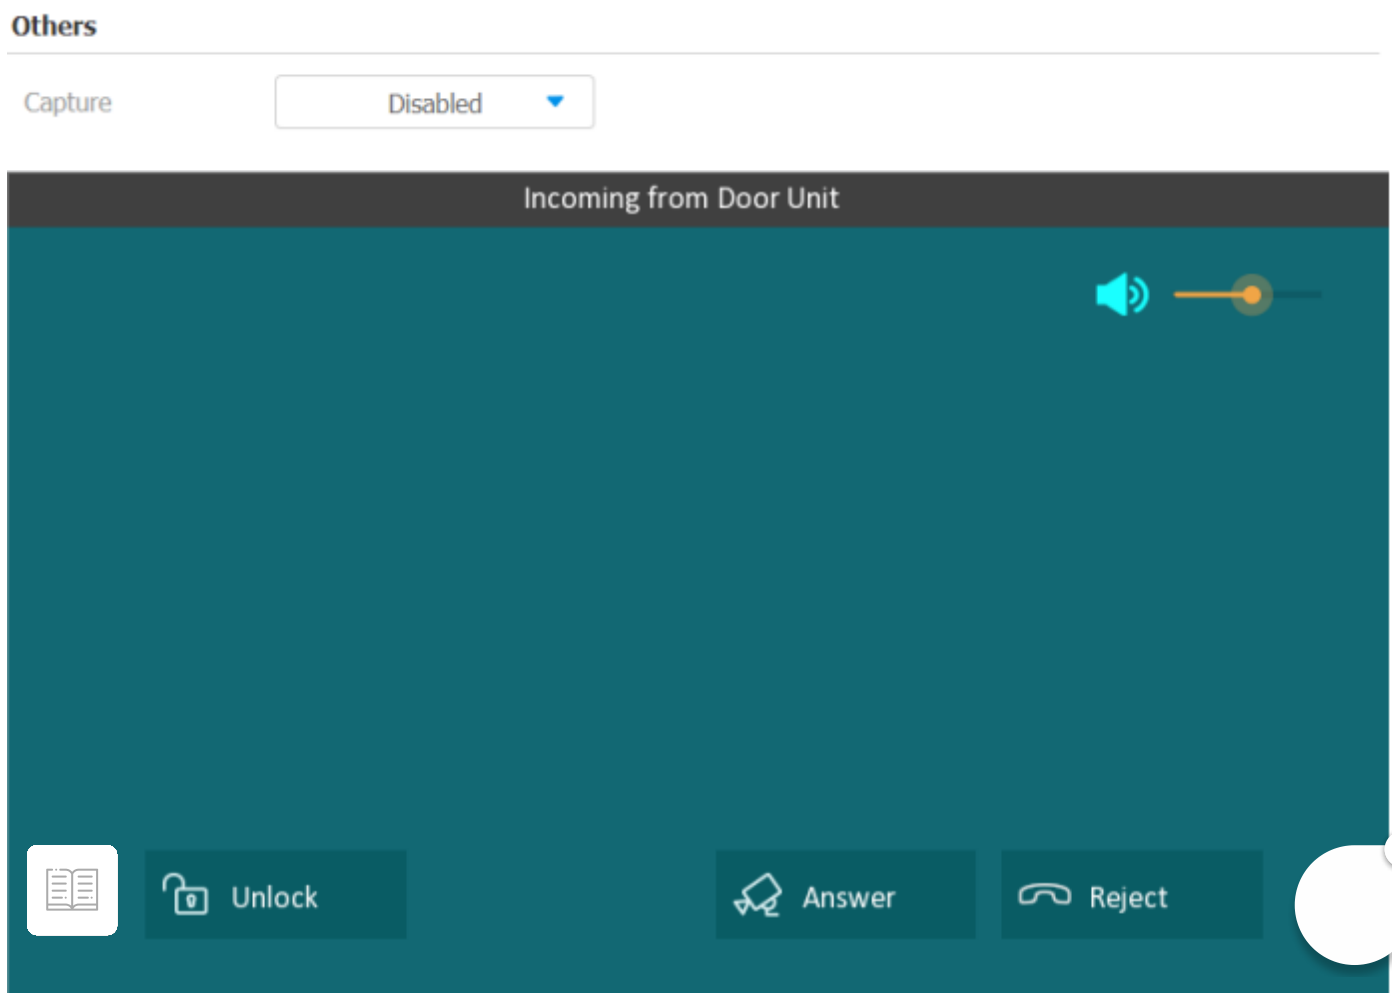 Others
Capture
Disabled
Incoming from Door Unit
Unlock
Answer
Reject